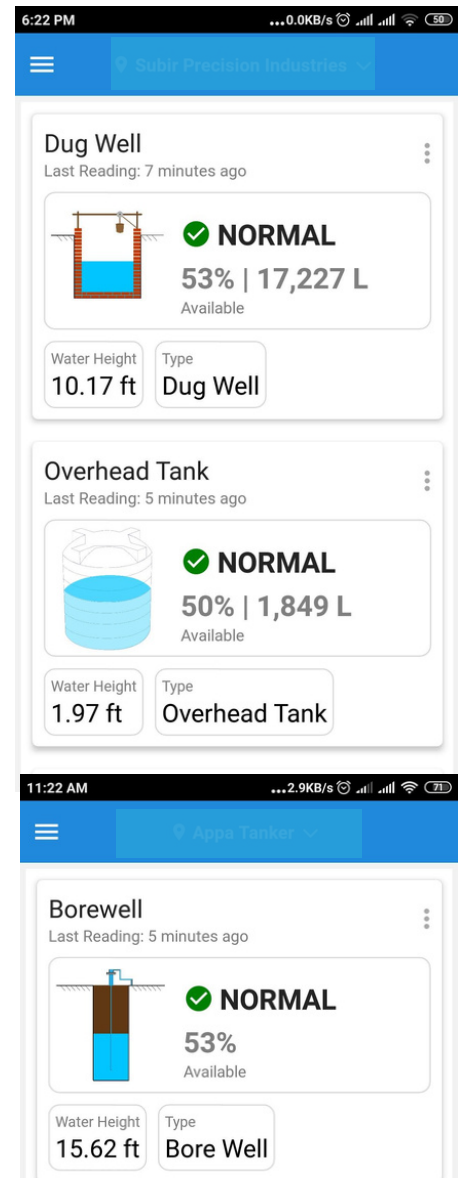 6:22 PM ...0.0KB/s 50
Subir Precision Industries
Dug Well
Last Reading: 7 minutes ago
NORMAL
53% | 17,227 L
Available
Water Height Type
10.17 ft Dug Well
Overhead Tank
Last Reading: 5 minutes ago
NORMAL
50% | 1,849 L
Available
Water Height Type
1.97 ft Overhead Tank
11:22 AM ...2.9KB/s 71
Appa Tanker
Borewell
Last Reading: 5 minutes ago
NORMAL
53%
Available
Water Height Type
15.62 ft Bore Well